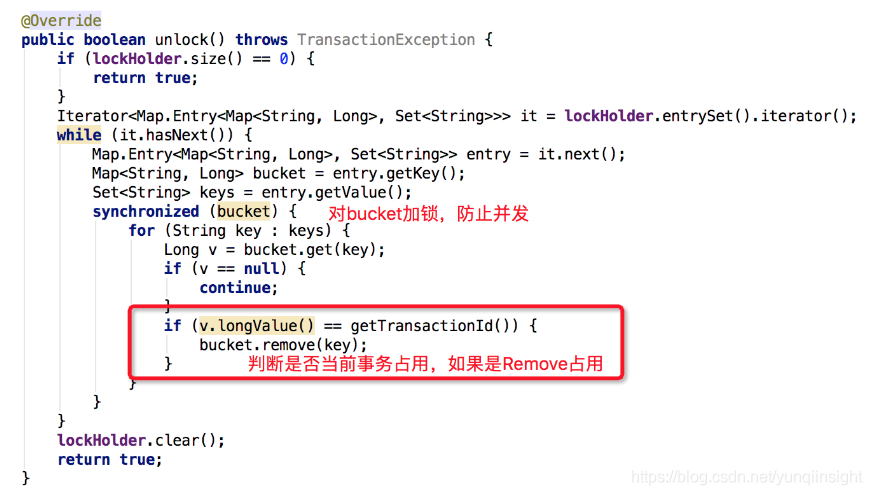 @Override
public boolean unlock() throws TransactionException {
if (lockHolder.size() == 0) {
return true;
}
Iterator<Map.Entry<Map<String, Long>, Set<String>>> it = lockHolder.entrySet().iterator();
while (it.hasNext()) {
Map.Entry<Map<String, Long>, Set<String>> entry = it.next();
Map<String, Long> bucket = entry.getKey();
Set<String> keys = entry.getValue();
synchronized (bucket) { 对bucket加锁，防止并发
for (String key : keys) {
Long v = bucket.get(key);
if (v == null) {
continue;
}
if (v.longValue() == getTransactionId()) {
bucket.remove(key);
} 判断是否当前事务占用，如果是Remove占用
}
}
}
lockHolder.clear();
return true;
}
https://blog.csdn.net/yunqiinsight